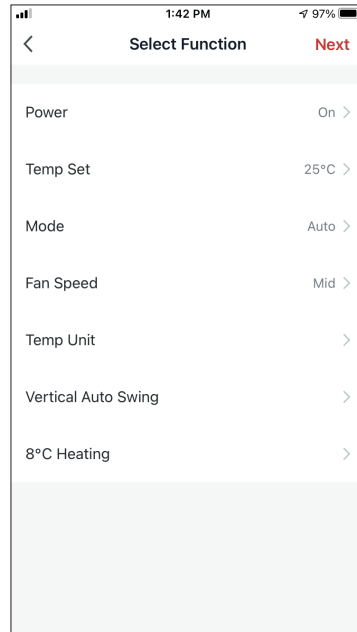 1:42 PM 97%
Select Function Next
Power On
Temp Set 25°C
Mode Auto
Fan Speed Mid
Temp Unit
Vertical Auto Swing
8°C Heating